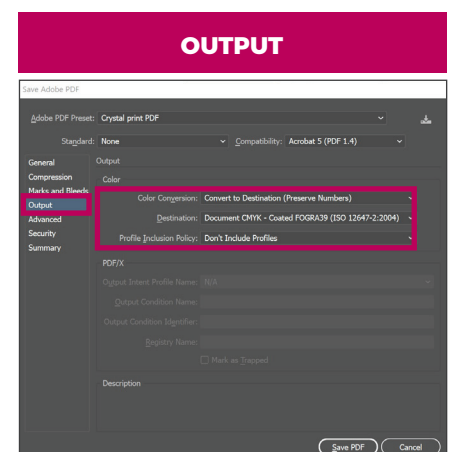 OUTPUT
Save Adobe PDF
Adobe PDF Preset: Crystal print PDF
Standard: None Compatibility: Acrobat 5 (PDF 1.4)
General
Compression
Marks and Bleeds
Output
Advanced
Security
Summary
Output
Color
Color Conversion: Convert to Destination (Preserve Numbers)
Destination: Document CMYK - Coated FOGRA39 (ISO 12647-2:2004)
Profile Inclusion Policy: Don't Include Profiles
PDF/X
Output Intent Profile Name: N/A
Output Condition Name:
Output Condition Identifier:
Registry Name:
Mark as Trapped
Description
Save PDF Cancel